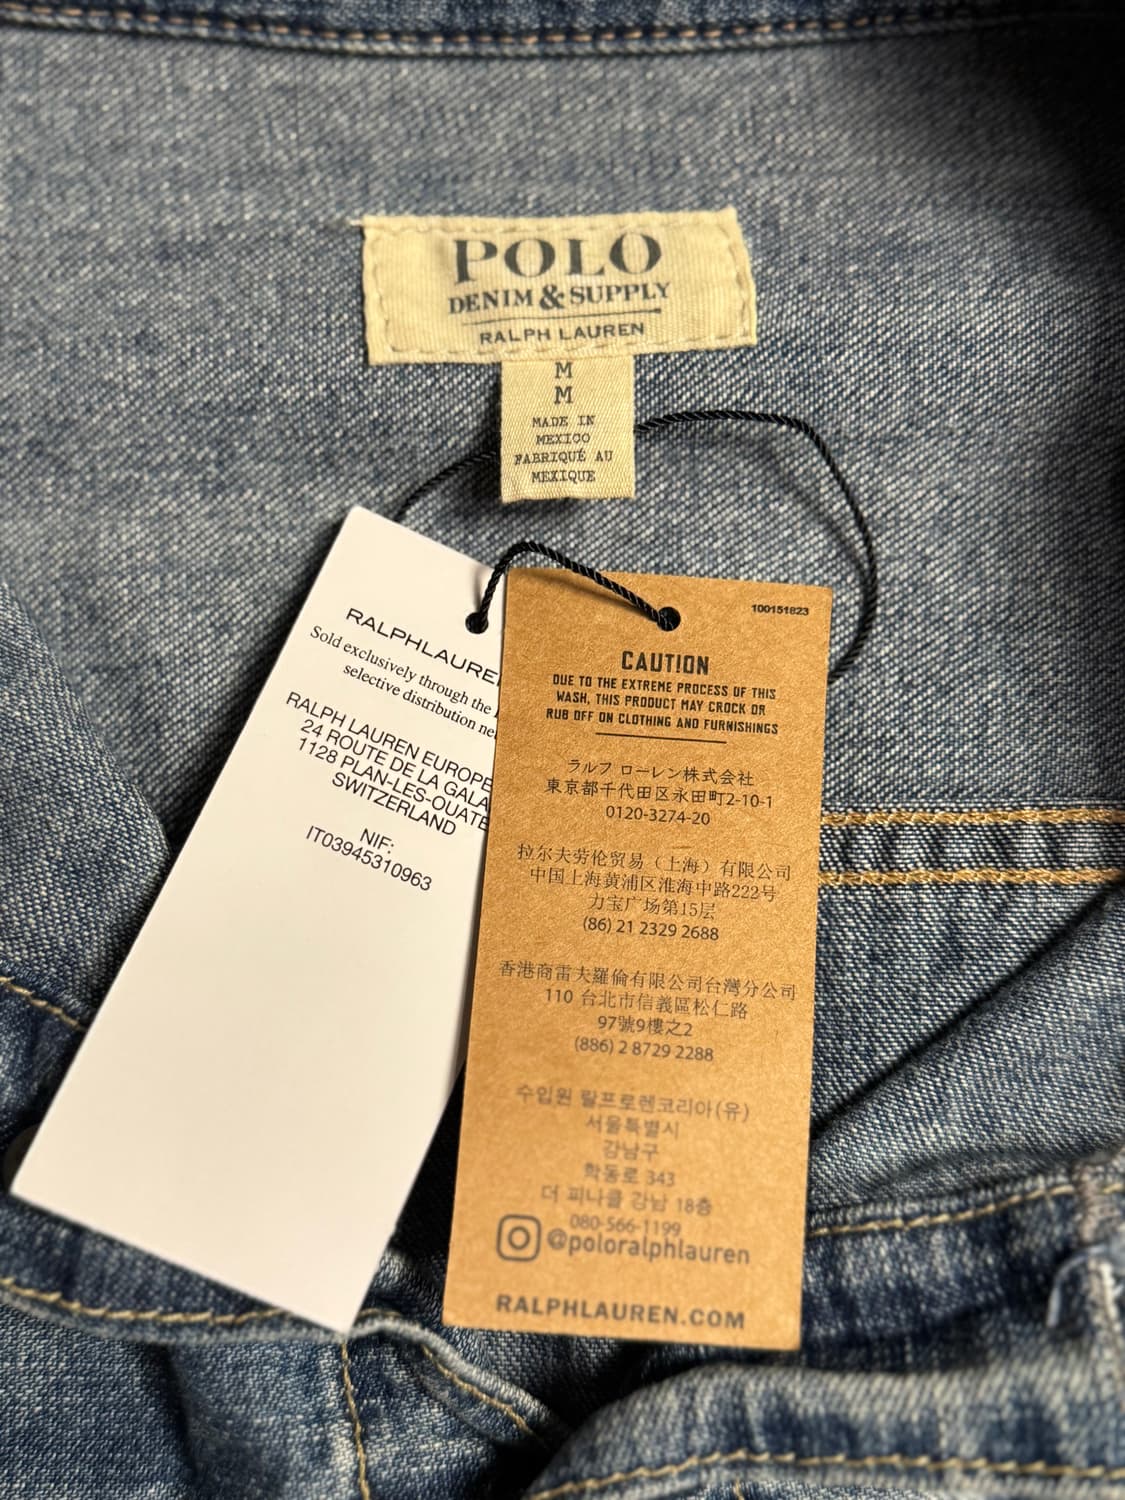 POLO
DENIM & SUPPLY
RALPH LAUREN
M
M
MADE IN
MEXICO
FABRIQUÉ AU
MEXIQUE
RALPHLAUREN
Sold exclusively through the
selective distribution
RALPH LAUREN EUROPE
24 ROUTE DE LA GALA
1128 PLAN-LES-OUATE
SWITZERLAND
NIF:
IT03945310963
100151823
CAUTION
DUE TO THE EXTREME PROCESS OF THIS
WASH, THIS PRODUCT MAY CROCK OR
RUB OFF ON CLOTHING AND FURNISHINGS
ラルフ ローレン株式会社
東京都千代田区永田町2-10-1
0120-3274-20
拉尔夫劳伦贸易（上海）有限公司
中国上海黄浦区淮海中路222号
力宝广场第15层
(86) 21 2329 2688
香港商雷夫羅倫有限公司台灣分公司
110 台北市信義區松仁路
97號9樓之2
(886) 2 8729 2288
수입원 랄프로렌코리아(유)
서울특별시
강남구
학동로 343
더 피나클 강남 18층
080-566-1199
@poloralphlauren
RALPHLAUREN.COM